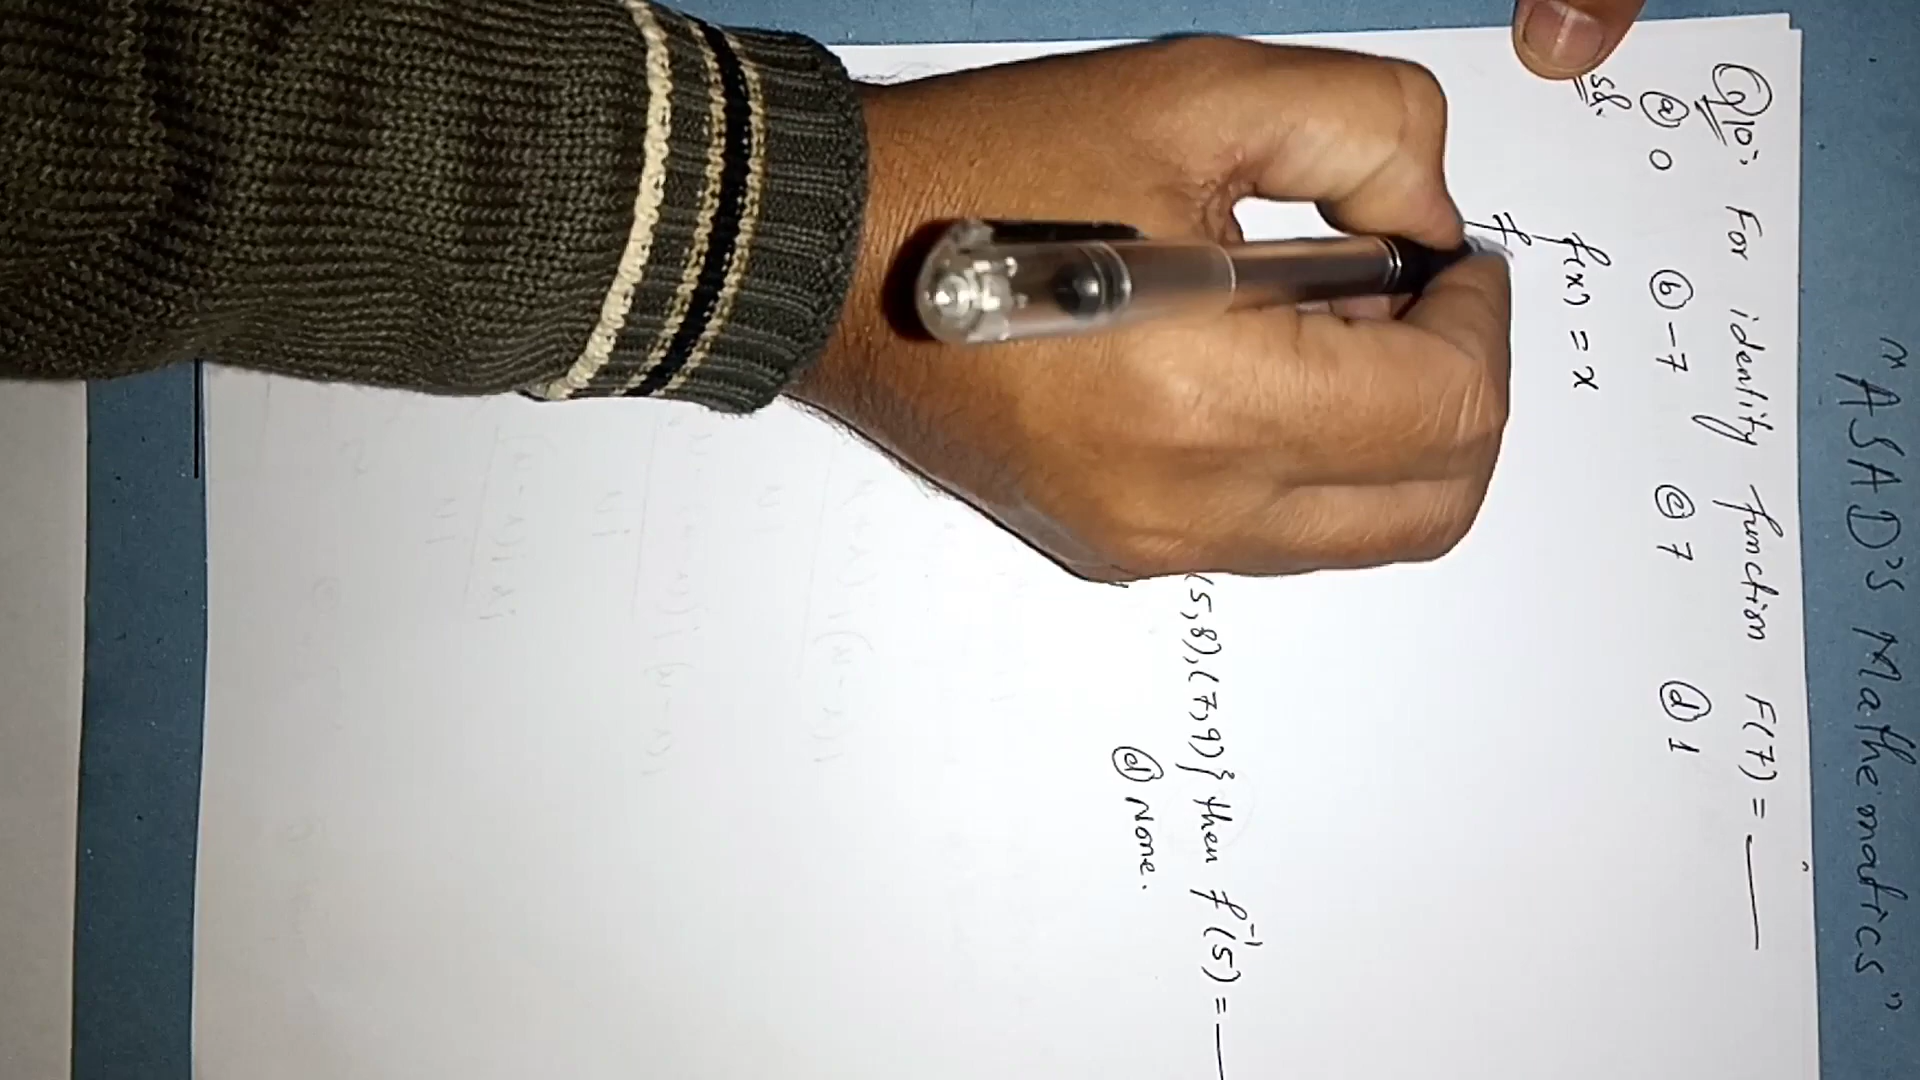 "ASAD's Mathematics"
Q10: For identity function F(7) = ___
(a) 0 (b) -7 (c) 7 (d) 1
Sol.
f(x) = x
f
(5,8),(7,9)} then f⁻¹(5) = ___
(d) None.